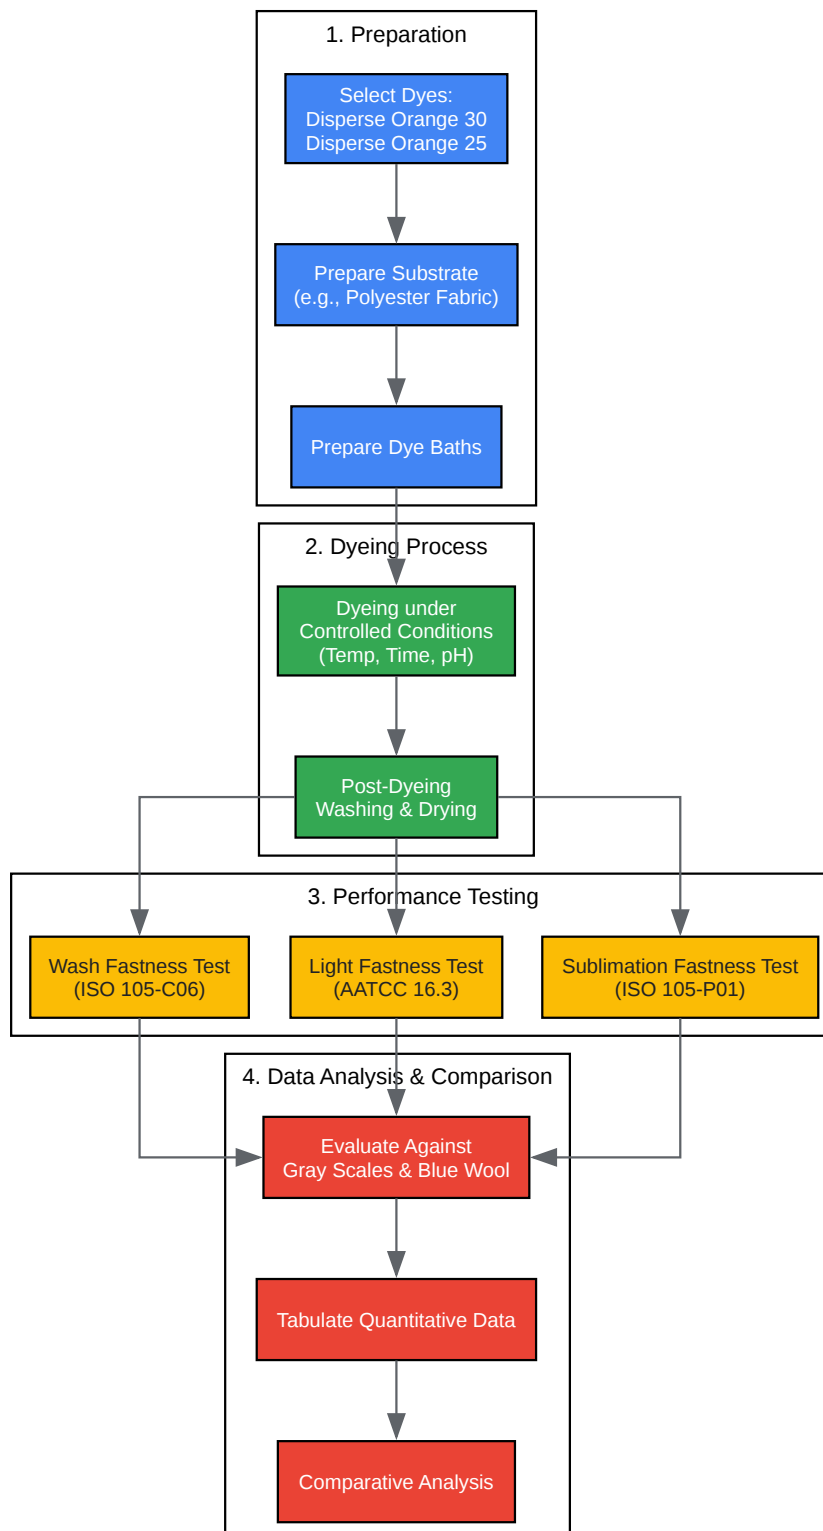 1. Preparation
Select Dyes:
Disperse Orange 30
Disperse Orange 25
Prepare Substrate
(e.g., Polyester Fabric)
Prepare Dye Baths
2. Dyeing Process
Dyeing under
Controlled Conditions
(Temp, Time, pH)
Post-Dyeing
Washing & Drying
3. Performance Testing
Wash Fastness Test
(ISO 105-C06)
Light Fastness Test
(AATCC 16.3)
Sublimation Fastness Test
(ISO 105-P01)
4. Data Analysis & Comparison
Evaluate Against
Gray Scales & Blue Wool
Tabulate Quantitative Data
Comparative Analysis